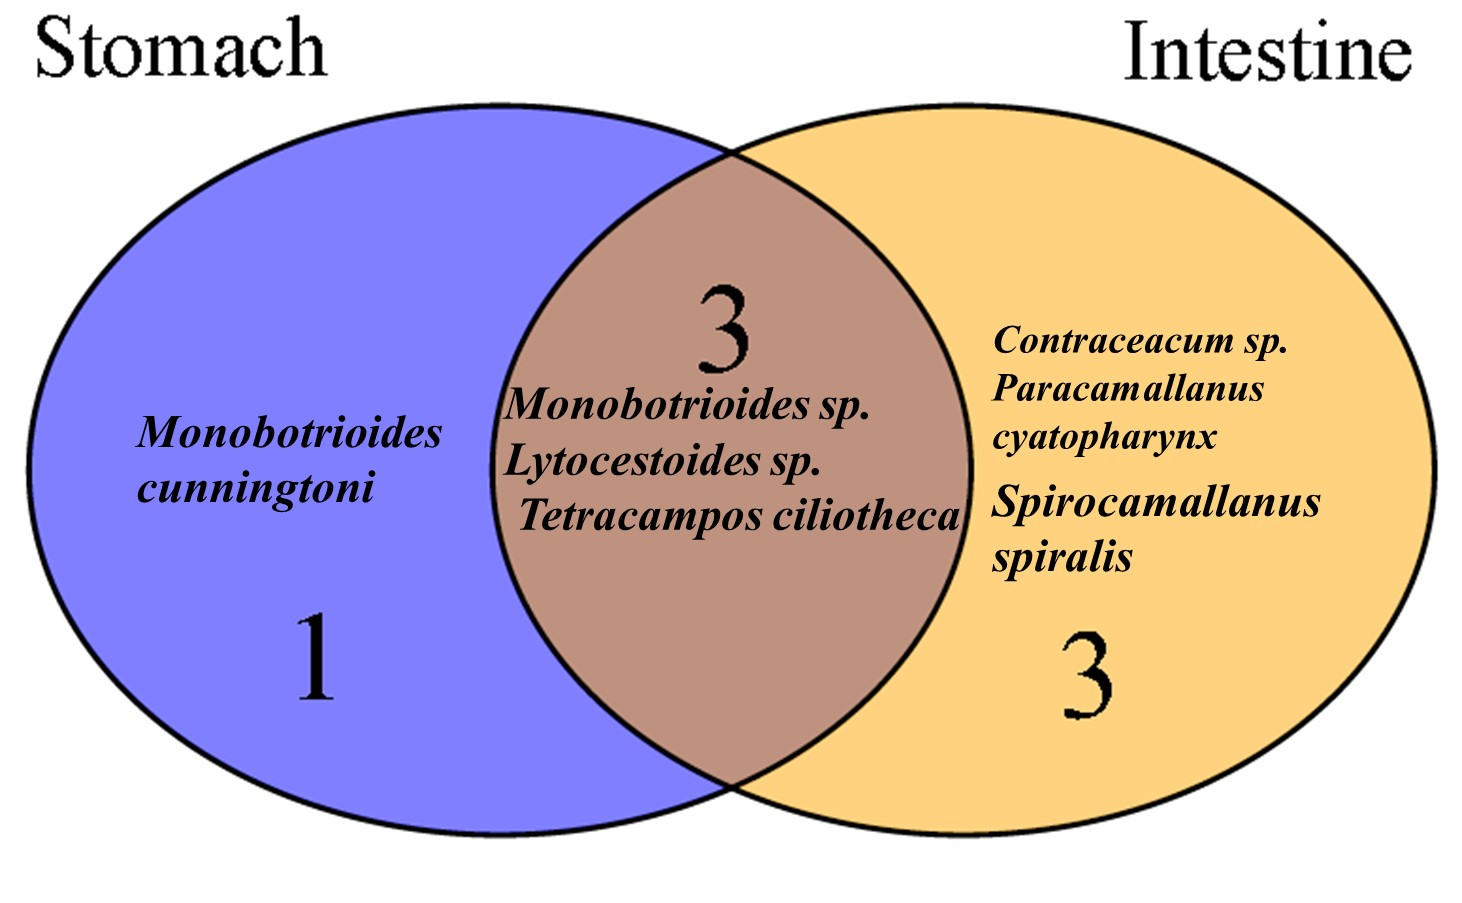 Stomach
Intestine
Monobotrioides
cunningtoni
1
3
Monobotrioides sp.
Lytocestoides sp.
Tetracampos ciliotheca
Contraceacum sp.
Paracamallanus
cyatopharynx
Spirocamallanus
spiralis
3